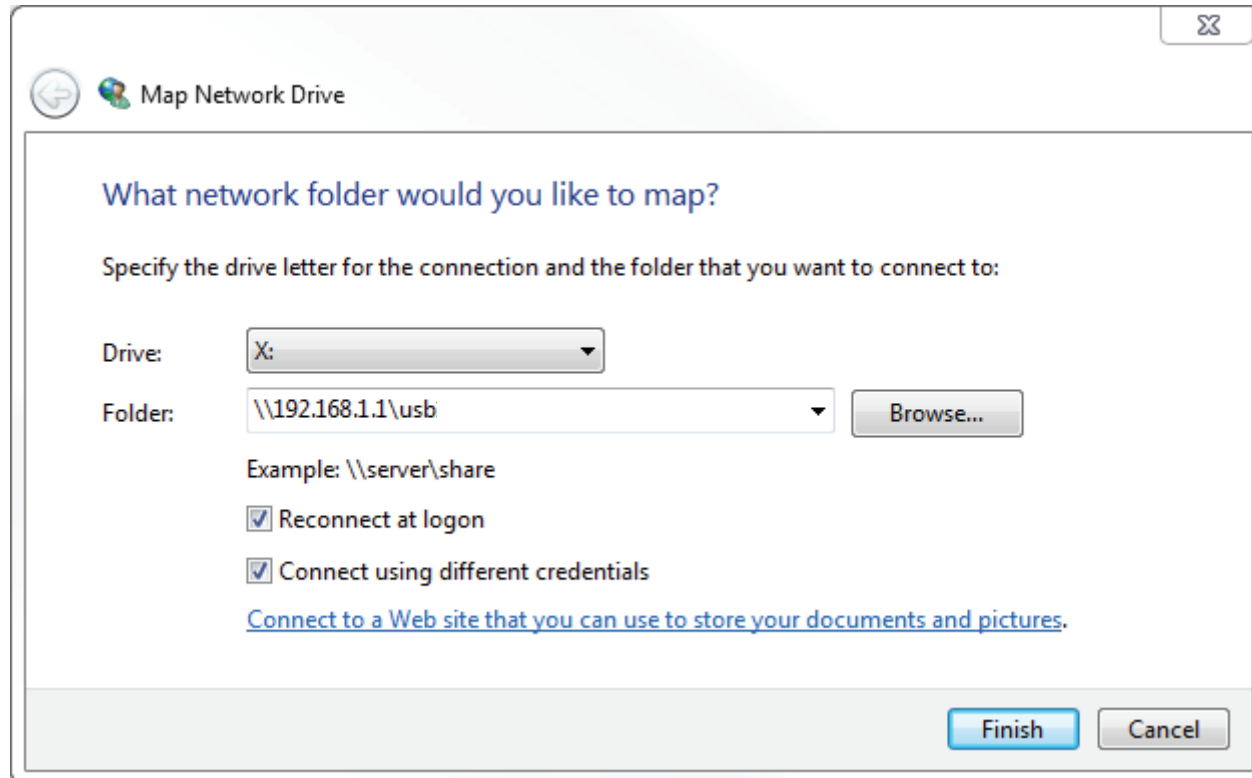 Map Network Drive
What network folder would you like to map?
Specify the drive letter for the connection and the folder that you want to connect to:
Drive: X:
Folder: \\192.168.1.1\usb Browse...
Example: \\server\share
Reconnect at logon
Connect using different credentials
Connect to a Web site that you can use to store your documents and pictures.
Finish Cancel